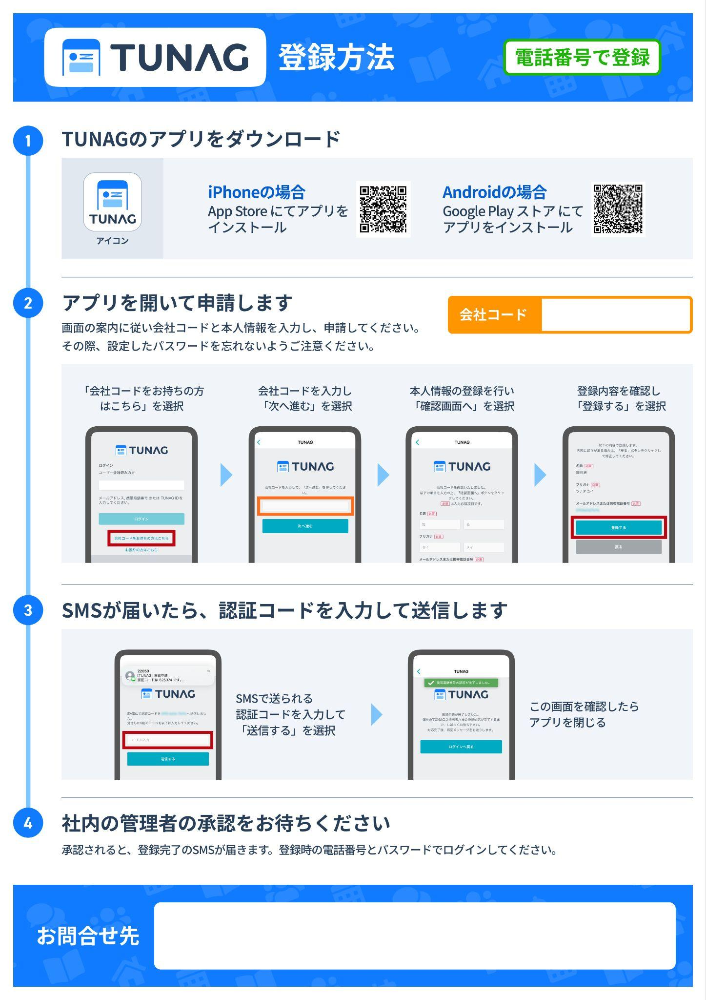 TUNAG 登録方法
電話番号で登録
1
TUNAGのアプリをダウンロード
TUNAG
アイコン
iPhoneの場合
App Store にてアプリを
インストール
Androidの場合
Google Play ストア にて
アプリをインストール
2
アプリを開いて申請します
画面の案内に従い会社コードと本人情報を入力し、申請してください。
その際、設定したパスワードを忘れないようご注意ください。
会社コード
「会社コードをお持ちの方
はこちら」を選択
TUNAG
ログイン
ユーザー登録済みの方
メールアドレス, 携帯電話番号 または TUNAG IDを
入力してください。
ログイン
会社コードをお持ちの方はこちら
お困りの方はこちら
会社コードを入力し
「次へ進む」を選択
TUNAG
TUNAG
会社コードを入力して、「次へ進む」を押してくださ
い。
次へ進む
本人情報の登録を行い
「確認画面へ」を選択
TUNAG
TUNAG
会社コードを確認いたしました。
以下の項目を入力の上、「確認画面へ」ボタンをクリッ
クしてください。
必須 は入力必須項目です。
名前 必須
姓 名
フリガナ 必須
セイ メイ
メールアドレスまたは携帯電話番号 必須
登録内容を確認し
「登録する」を選択
以下の内容で登録します。
内容に誤りがある場合は、「戻る」ボタンをクリックし
て修正してください。
名前 必須
繋田 結
フリガナ 必須
ツナタ ユイ
メールアドレスまたは携帯電話番号 必須
登録する
戻る
3
SMSが届いたら、認証コードを入力して送信します
22059 今
【TUNAG】登録申請
認証コードは 625374 です。...
TUNAG
SMSにて認証コードを へ送信しまし
た。
受信した6桁のコードを以下に入力してください。
コードを入力
送信する
SMSで送られる
認証コードを入力して
「送信する」を選択
TUNAG
携帯電話番号の認証が完了しました。
TUNAG
登録申請が完了しました。
御社のTUNAGご担当者さまの登録対応が完了するま
で、しばらくお待ち下さい。
対応完了後、再度メッセージをお送りします。
ログインへ戻る
この画面を確認したら
アプリを閉じる
4
社内の管理者の承認をお待ちください
承認されると、登録完了のSMSが届きます。登録時の電話番号とパスワードでログインしてください。
お問合せ先